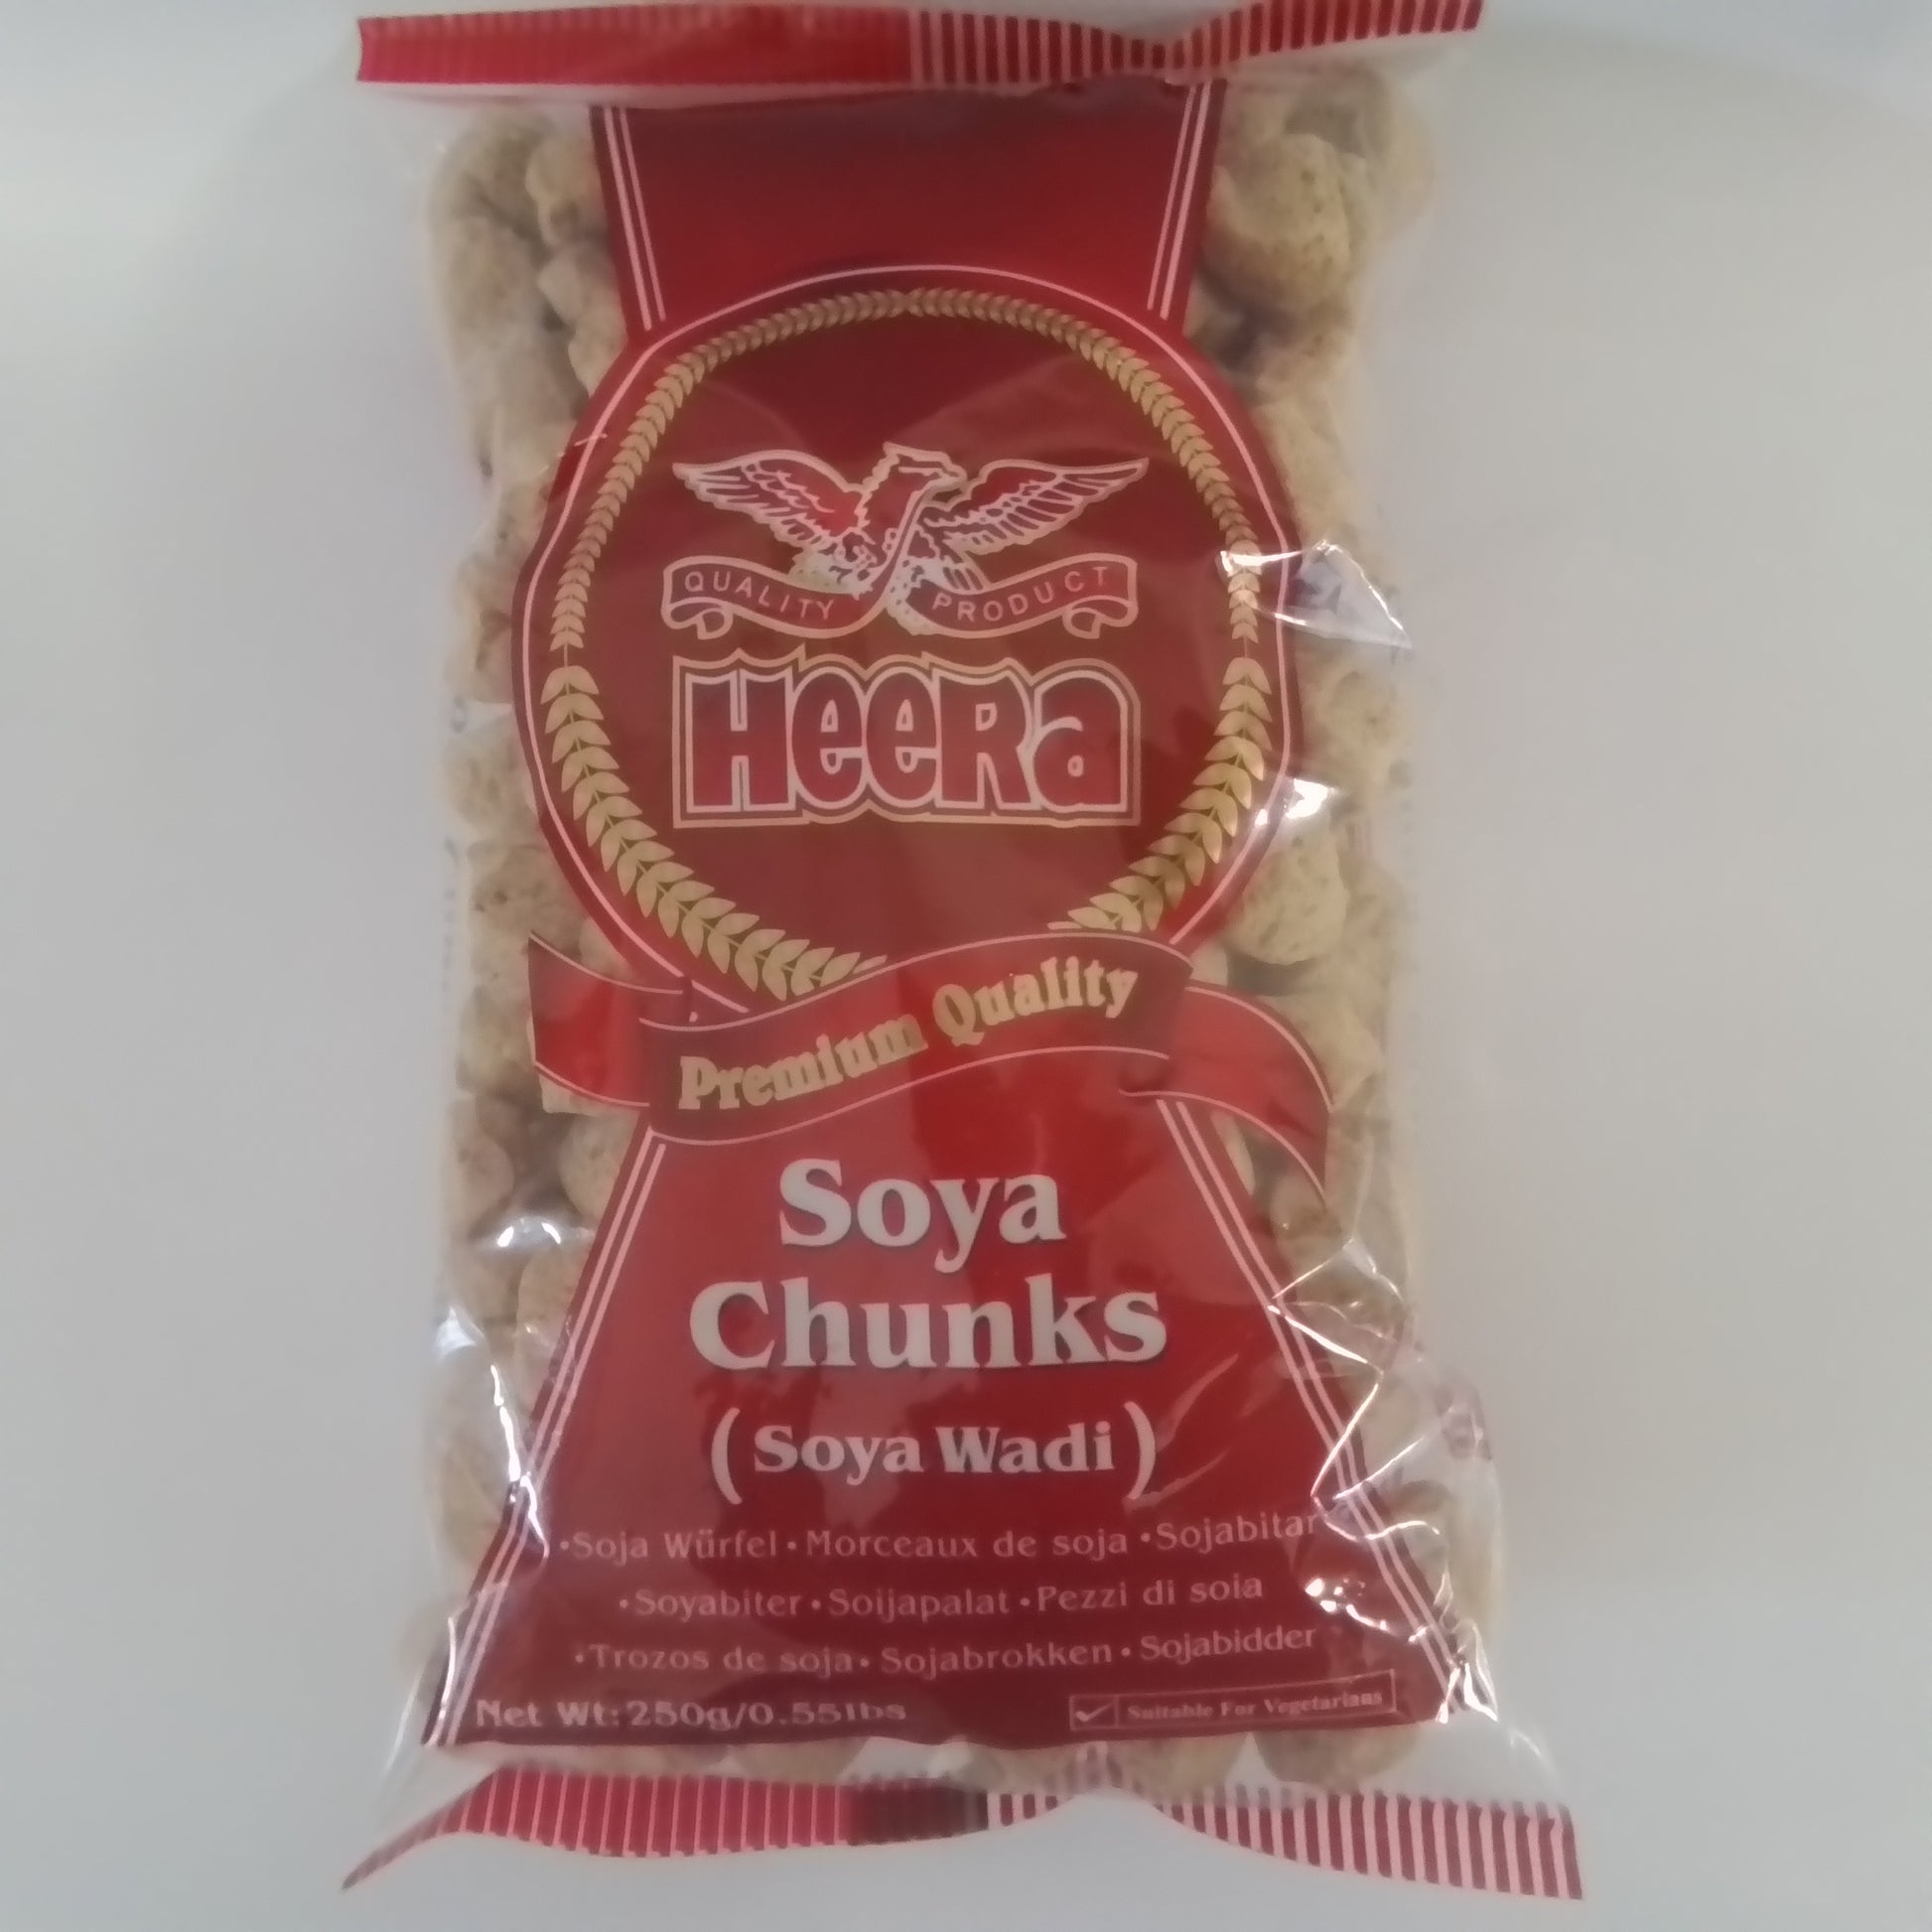 QUALITY PRODUCT
HeeRa
Premium Quality
Soya
Chunks
(Soya Wadi)
•Soja Würfel•Morceaux de soja •Sojabitar
•Soyabiter•Soijapalat•Pezzi di soia
•Trozos de soja•Sojabrokken•Sojabidder
Net Wt:250g/0.55lbs
Suitable For Vegetarians